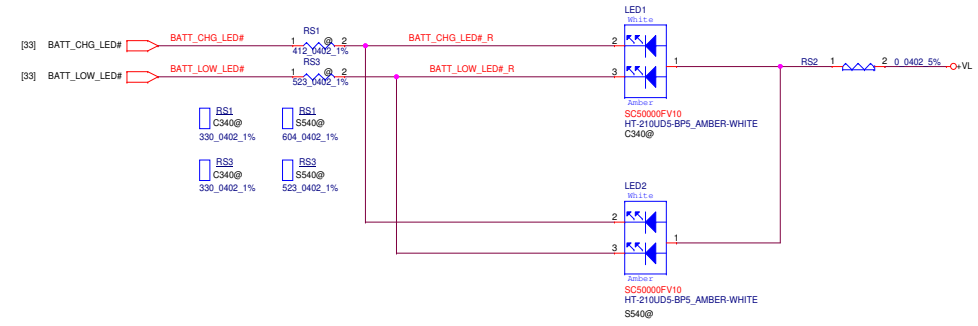 LED1
White
[33] BATT_CHG_LED# BATT_CHG_LED# RS1 1 @ 2 412_0402_1% BATT_CHG_LED#_R 2
[33] BATT_LOW_LED# BATT_LOW_LED# RS3 1 @ 2 523_0402_1% BATT_LOW_LED#_R 3
1 RS2 1 2 0_0402_5% +VL
Amber
SC50000FV10
HT-210UD5-BP5_AMBER-WHITE
C340@
RS1 RS1
C340@ S540@
330_0402_1% 604_0402_1%
RS3 RS3
C340@ S540@
330_0402_1% 523_0402_1%
LED2
White
2
1
3
Amber
SC50000FV10
HT-210UD5-BP5_AMBER-WHITE
S540@